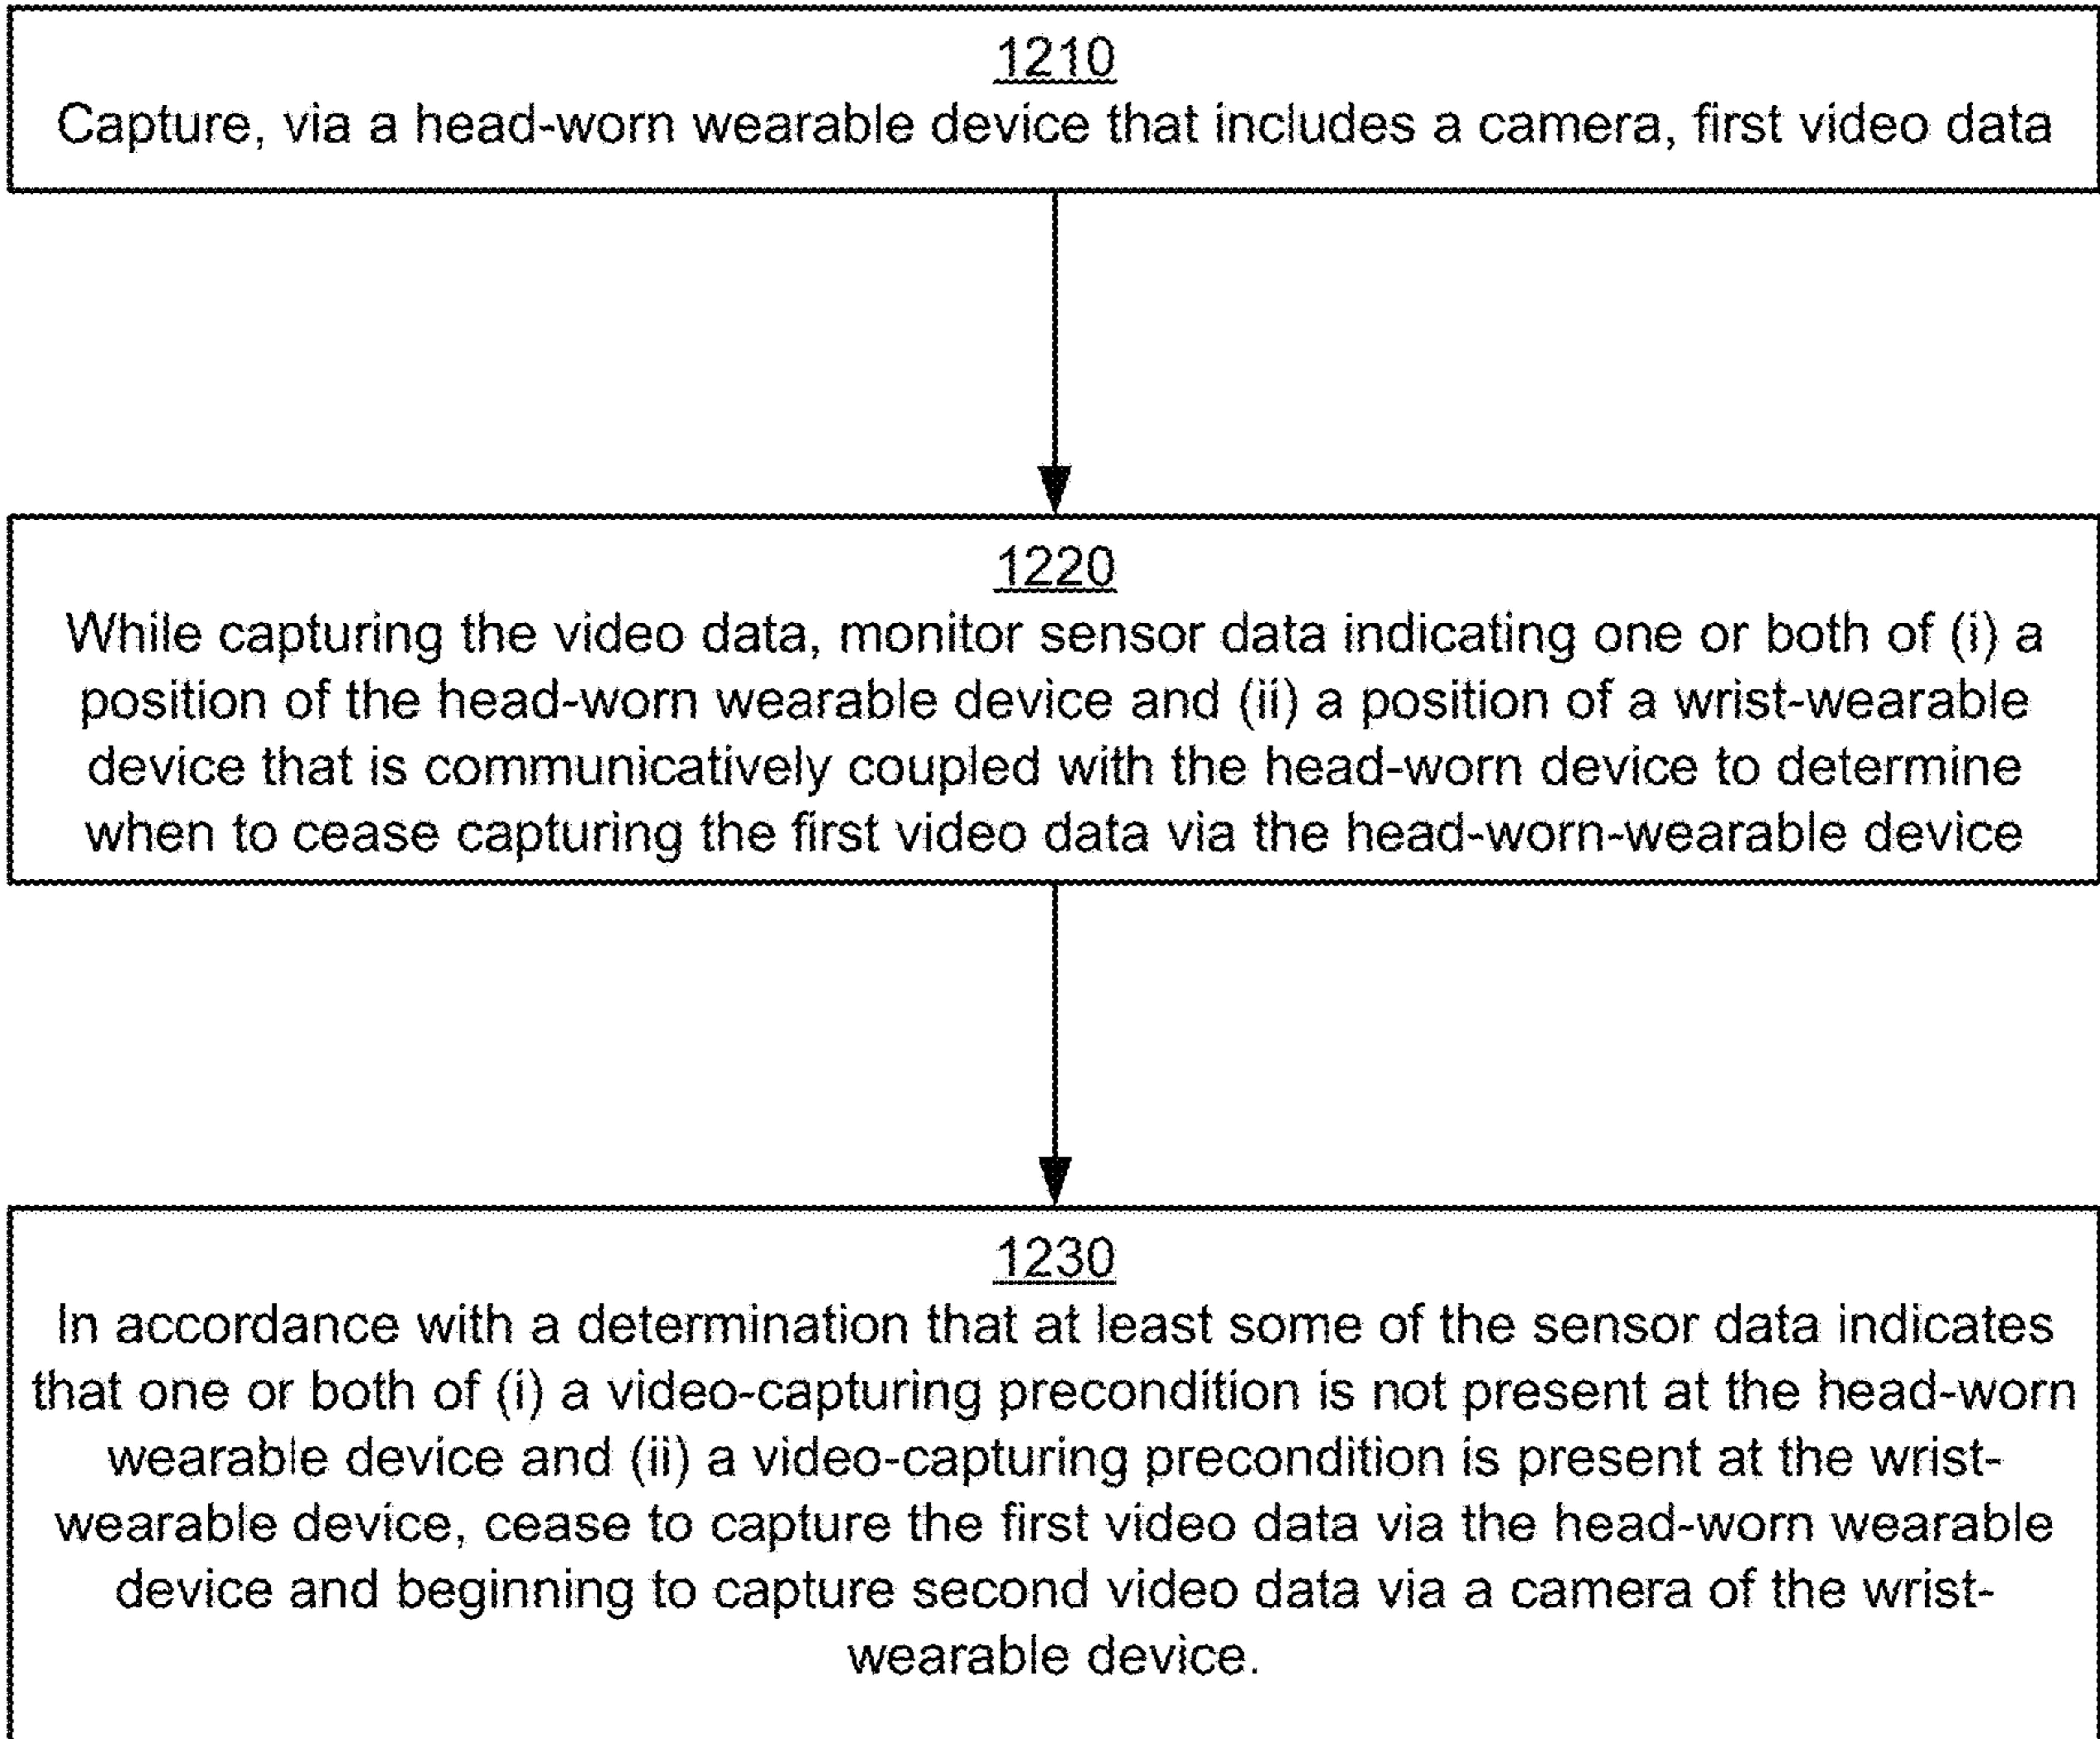 1210
Capture, via a head-worn wearable device that includes a camera, first video data
1220
While capturing the video data, monitor sensor data indicating one or both of (i) a
position of the head-worn wearable device and (ii) a position of a wrist-wearable
device that is communicatively coupled with the head-worn device to determine
when to cease capturing the first video data via the head-worn-wearable device
1230
In accordance with a determination that at least some of the sensor data indicates
that one or both of (i) a video-capturing precondition is not present at the head-worn
wearable device and (ii) a video-capturing precondition is present at the wrist-
wearable device, cease to capture the first video data via the head-worn wearable
device and beginning to capture second video data via a camera of the wrist-
wearable device.